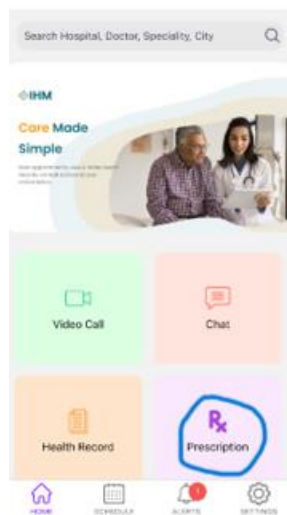 Search Hospital, Doctor, Speciality, City
IHM
Care Made
Simple
Video Call
Chat
Health Record
Rx
Prescription
HOME
SCHEDULE
ALERTS
SETTINGS